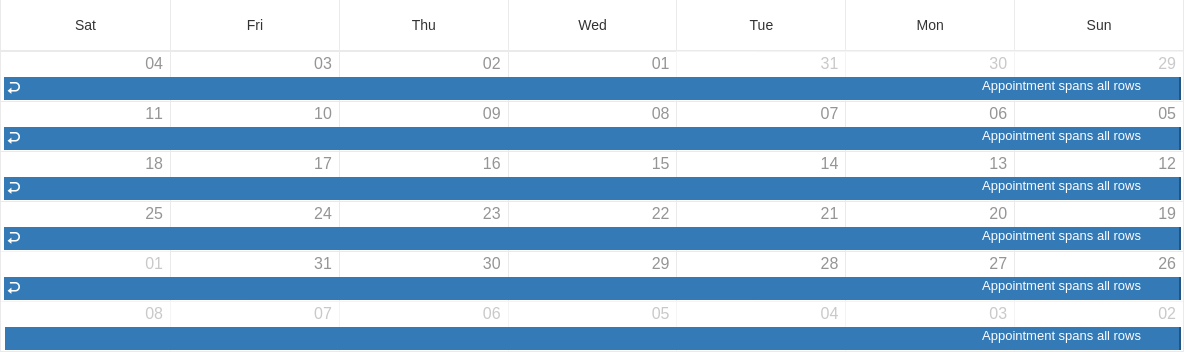 Sat Fri Thu Wed Tue Mon Sun
04 03 02 01 31 30 29
Appointment spans all rows
11 10 09 08 07 06 05
Appointment spans all rows
18 17 16 15 14 13 12
Appointment spans all rows
25 24 23 22 21 20 19
Appointment spans all rows
01 31 30 29 28 27 26
Appointment spans all rows
08 07 06 05 04 03 02
Appointment spans all rows